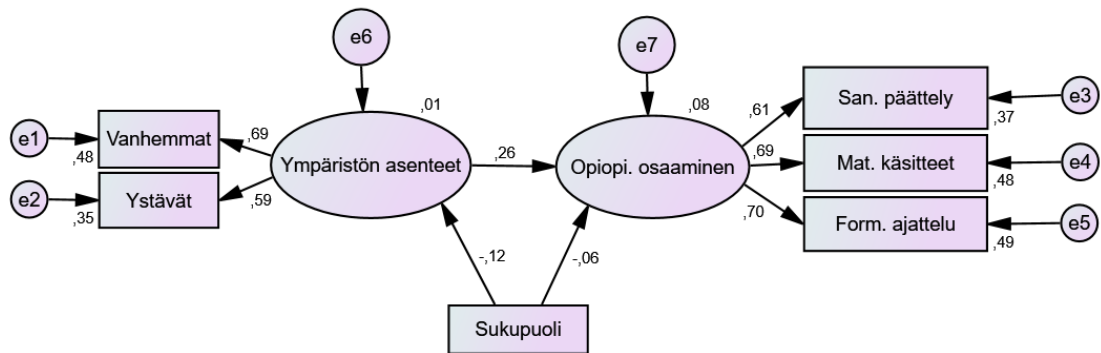 e6
e7
,01
,08
e1
Vanhemmat
,48
,69
Ympäristön asenteet
,26
Opiopi. osaaminen
,61
San. päättely
,37
e3
,69
Mat. käsitteet
,48
e4
e2
Ystävät
,35
,59
,70
Form. ajattelu
,49
e5
-,12
-,06
Sukupuoli